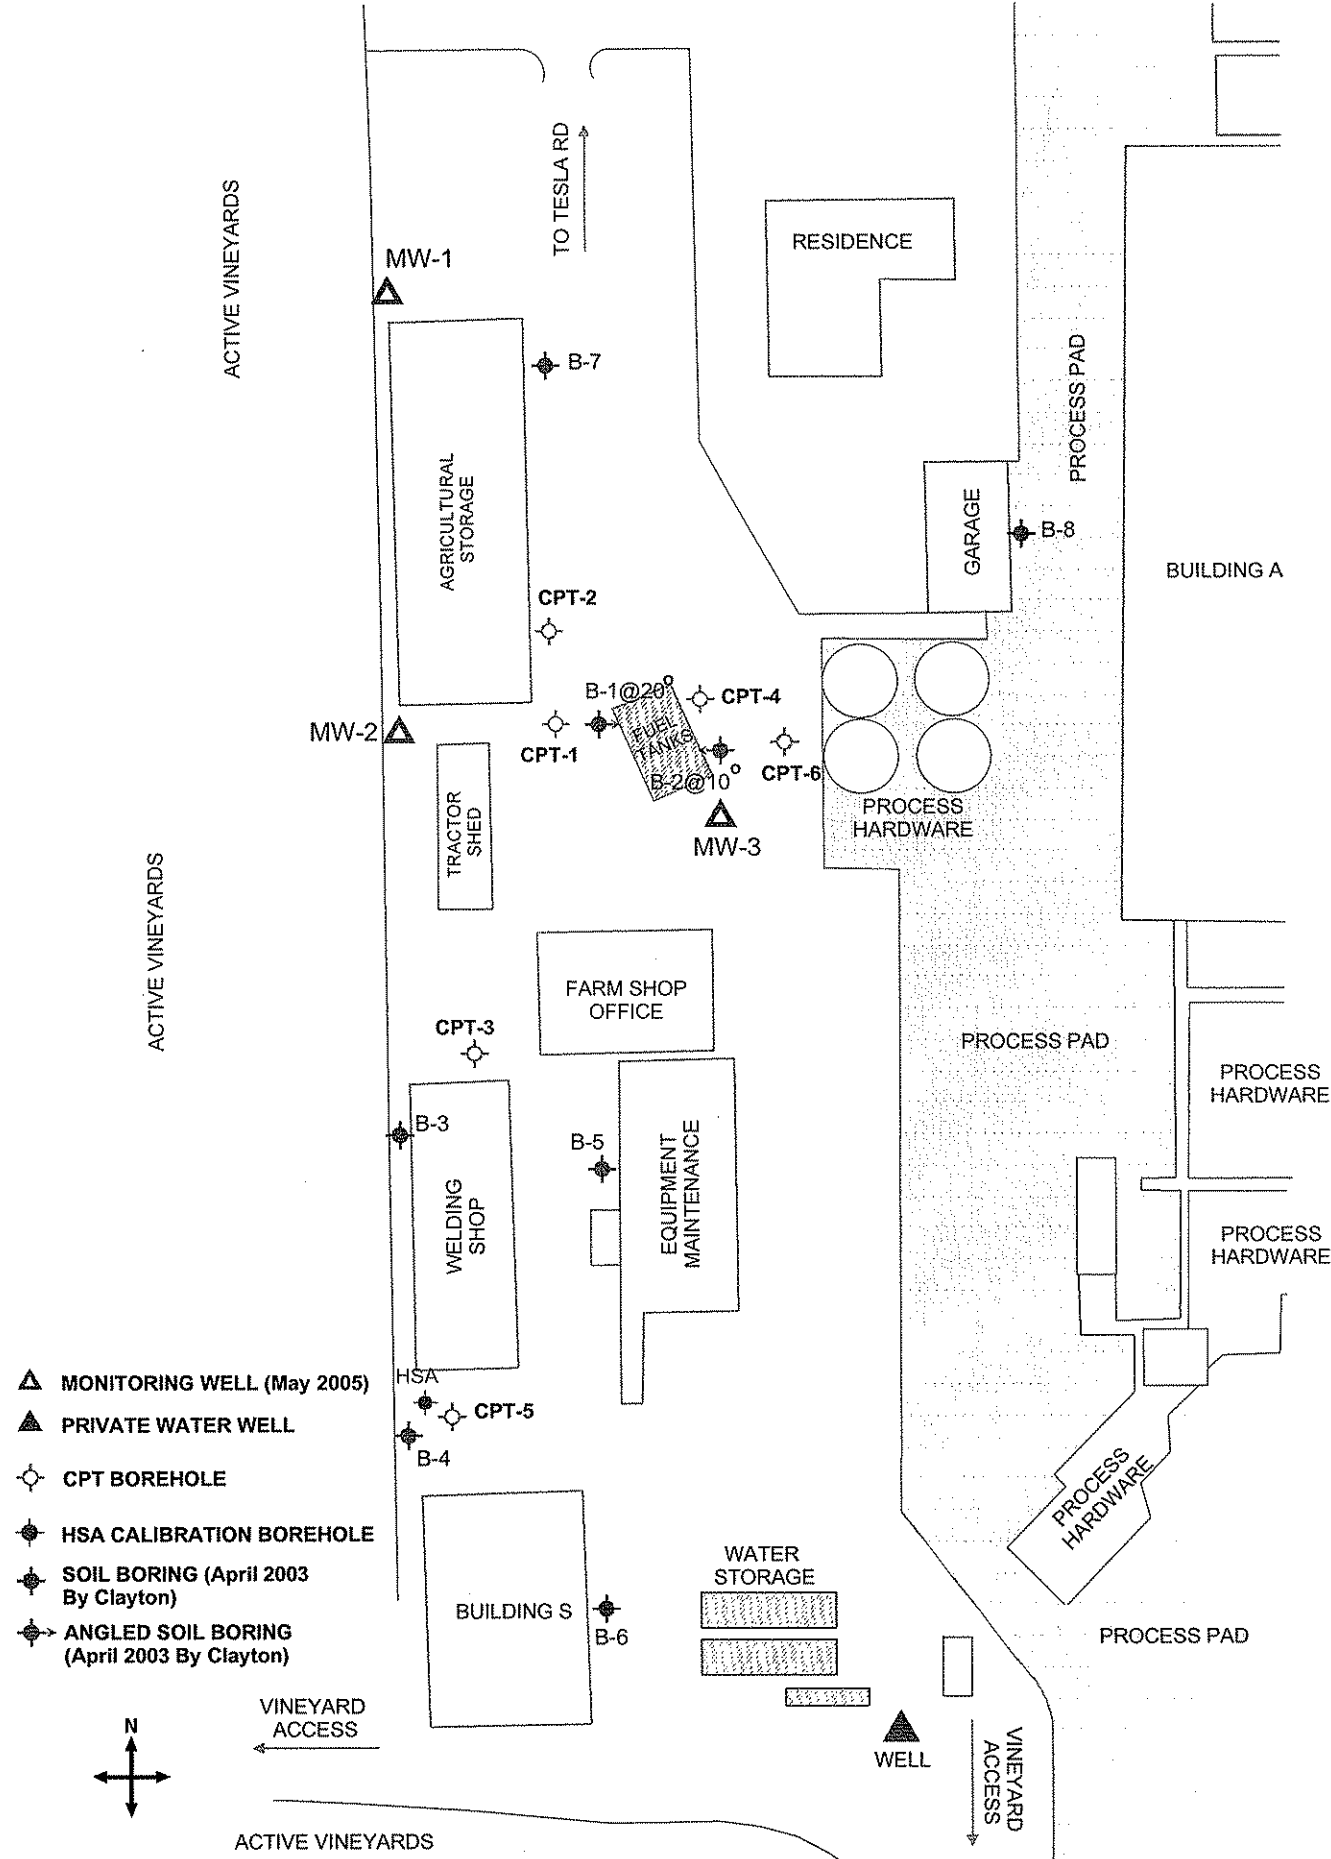 TO TESLA RD
ACTIVE VINEYARDS
RESIDENCE
MW-1
B-7
PROCESS PAD
AGRICULTURAL
STORAGE
GARAGE
B-8
BUILDING A
CPT-2
B-1@20°
CPT-4
MW-2
CPT-1
FUEL
TANKS
B-2@10°
CPT-6
PROCESS
HARDWARE
MW-3
TRACTOR
SHED
ACTIVE VINEYARDS
FARM SHOP
OFFICE
CPT-3
PROCESS PAD
PROCESS
HARDWARE
B-3
B-5
EQUIPMENT
MAINTENANCE
WELDING
SHOP
PROCESS
HARDWARE
HSA
CPT-5
B-4
MONITORING WELL (May 2005)
PRIVATE WATER WELL
CPT BOREHOLE
HSA CALIBRATION BOREHOLE
SOIL BORING (April 2003
By Clayton)
ANGLED SOIL BORING
(April 2003 By Clayton)
PROCESS
HARDWARE
WATER
STORAGE
BUILDING S
B-6
PROCESS PAD
VINEYARD
ACCESS
N
WELL
VINEYARD
ACCESS
ACTIVE VINEYARDS